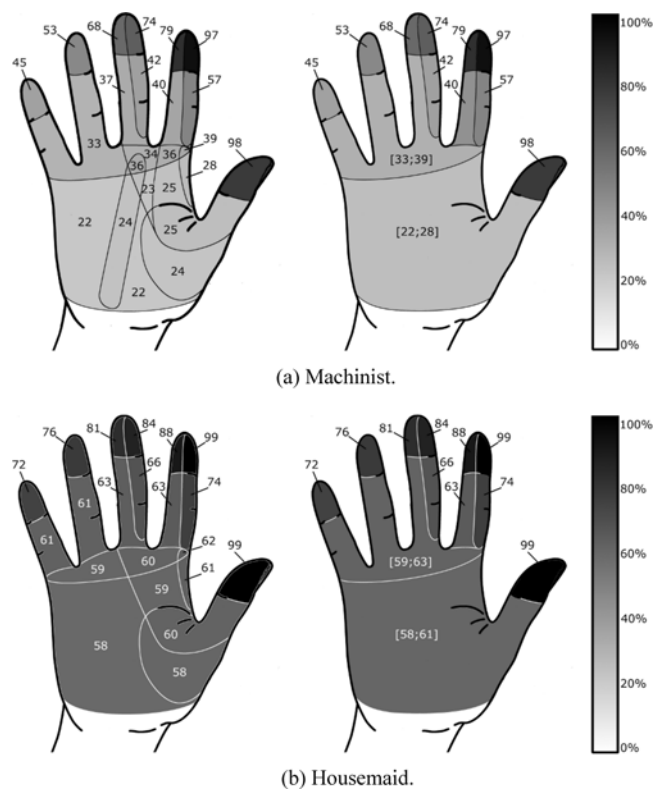 68 74 79 97 68 74 79 97 100%
53 53
45 37 42 40 57 45 42 40 57 80%
33 34 36 39 98 [33;39] 98
36 28 60%
23 25
22 24 25 [22;28] 40%
24
22 20%
0%
(a) Machinist.
81 84 88 99 81 84 88 99 100%
76 76
72 66 74 72 66 74 80%
61 63 63 63
61 62 99 [59;63] 99
59 60 61 60%
59
58 60 [58;61] 40%
58
20%
0%
(b) Housemaid.